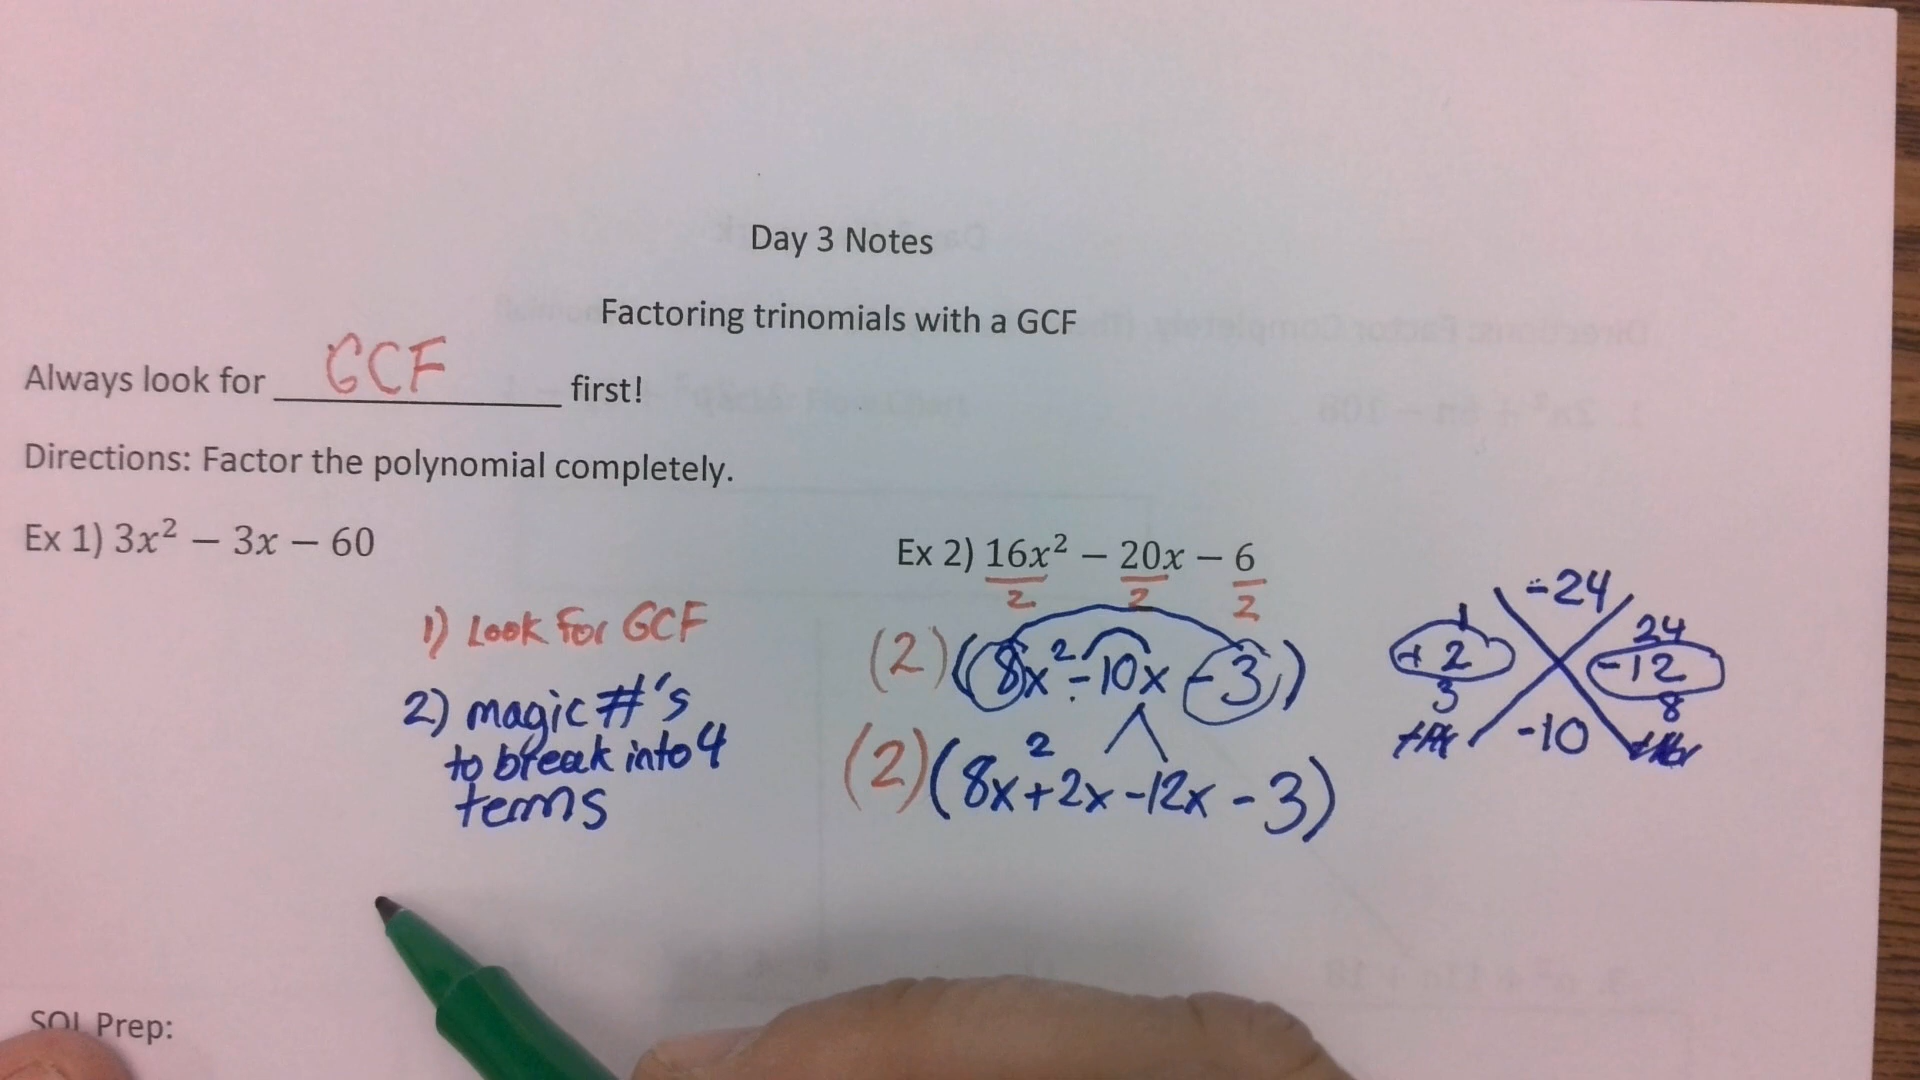 Day 3 Notes
Factoring trinomials with a GCF
Always look for GCF first!
Directions: Factor the polynomial completely.
Ex 1) 3x² − 3x − 60
1) Look for GCF
2) magic #'s
to break into 4
terms
Ex 2) 16x² − 20x − 6
2 2 2
(2)(8x² - 10x - 3)
(2)(8x² + 2x - 12x - 3)
-24
1 24
+2 -12
3 8
-10
SOL Prep: